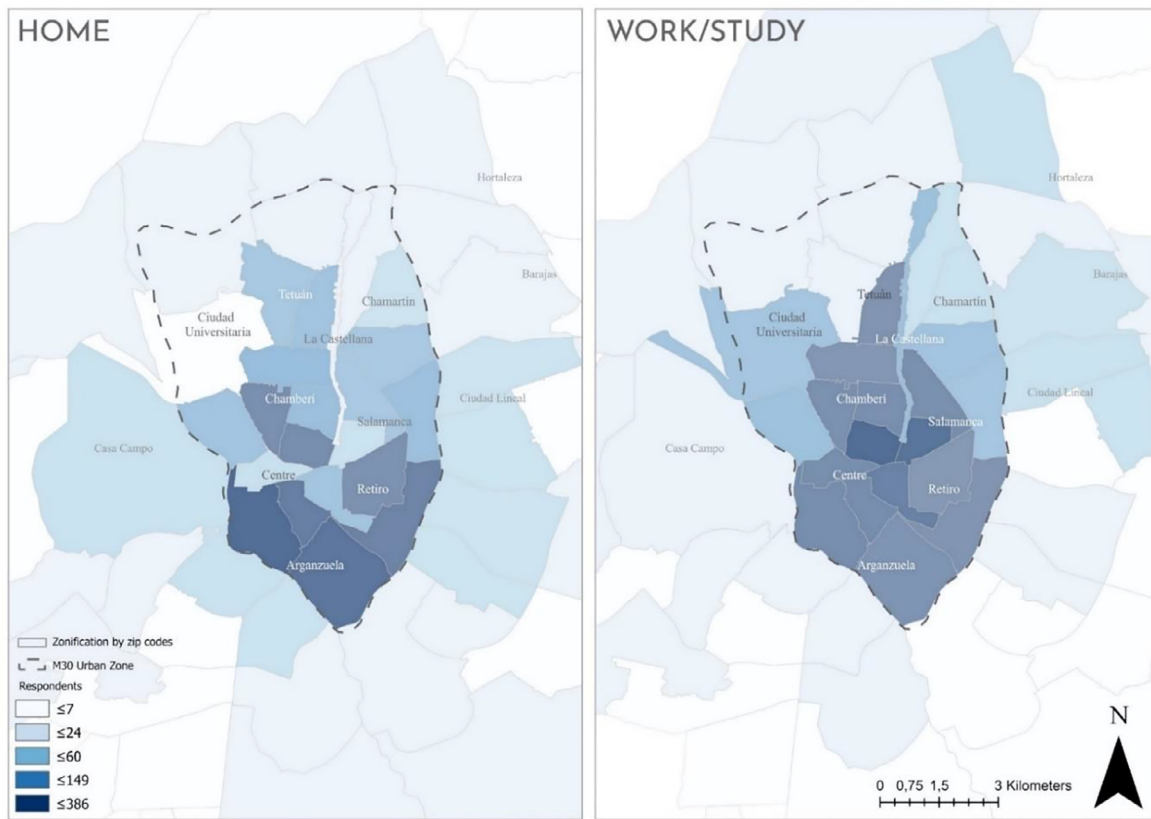 HOME
Hortaleza
Barajas
Tetuán
Chamartín
Ciudad
Universitaria
La Castellana
Chamberí
Ciudad Lineal
Salamanca
Casa Campo
Centre
Retiro
Arganzuela
Zonification by zip codes
M30 Urban Zone
Respondents
≤7
≤24
≤60
≤149
≤386
WORK/STUDY
Hortaleza
Barajas
Tetuán
Chamartín
Ciudad
Universitaria
La Castellana
Chamberí
Ciudad Lineal
Salamanca
Casa Campo
Centre
Retiro
Arganzuela
N
0 0,75 1,5 3 Kilometers